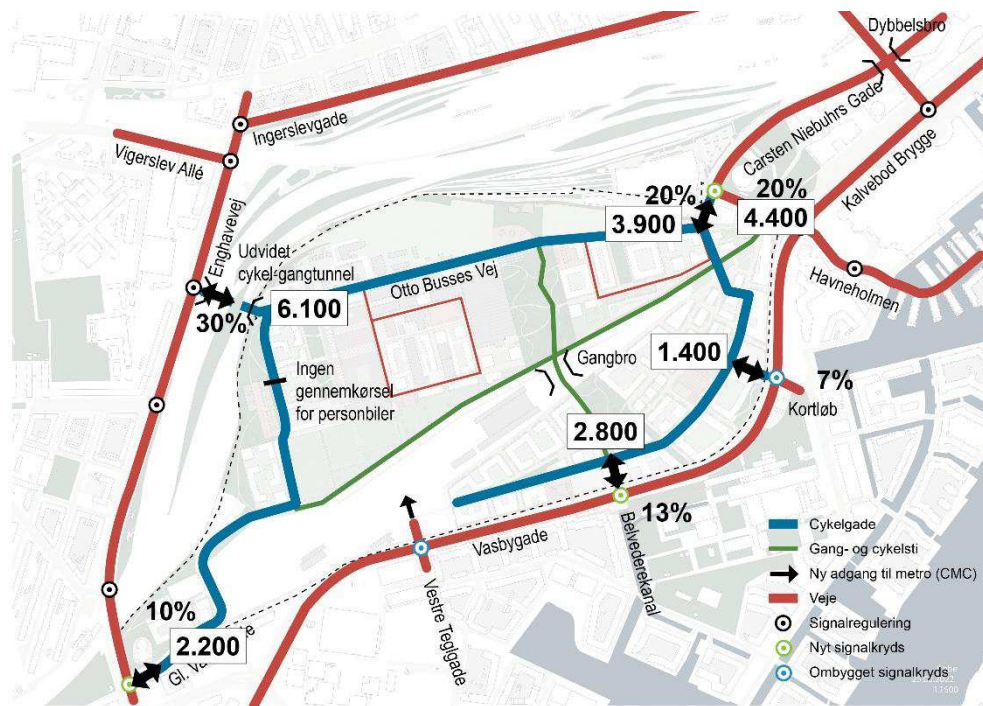 Dybbelsbro
Ingerslevgade
Carsten Niebuhrs Gade
Vigerslev Allé
Kalvebod Brygge
20%
20%
3.900
4.400
Enghavevej
Udvidet
cykel-gangtunnel
Otto Busses Vej
Havneholmen
30%
6.100
1.400
Gangbro
Ingen
gennemkørsel
for personbiler
7%
Kortløb
2.800
13%
Vasbygade
Belvederekanal
Vestre Teglgade
10%
2.200
Gl.
Cykelgade
Gang- og cykelsti
Ny adgang til metro (CMC)
Veje
Signalregulering
Nyt signalkryds
Ombygget signalkryds